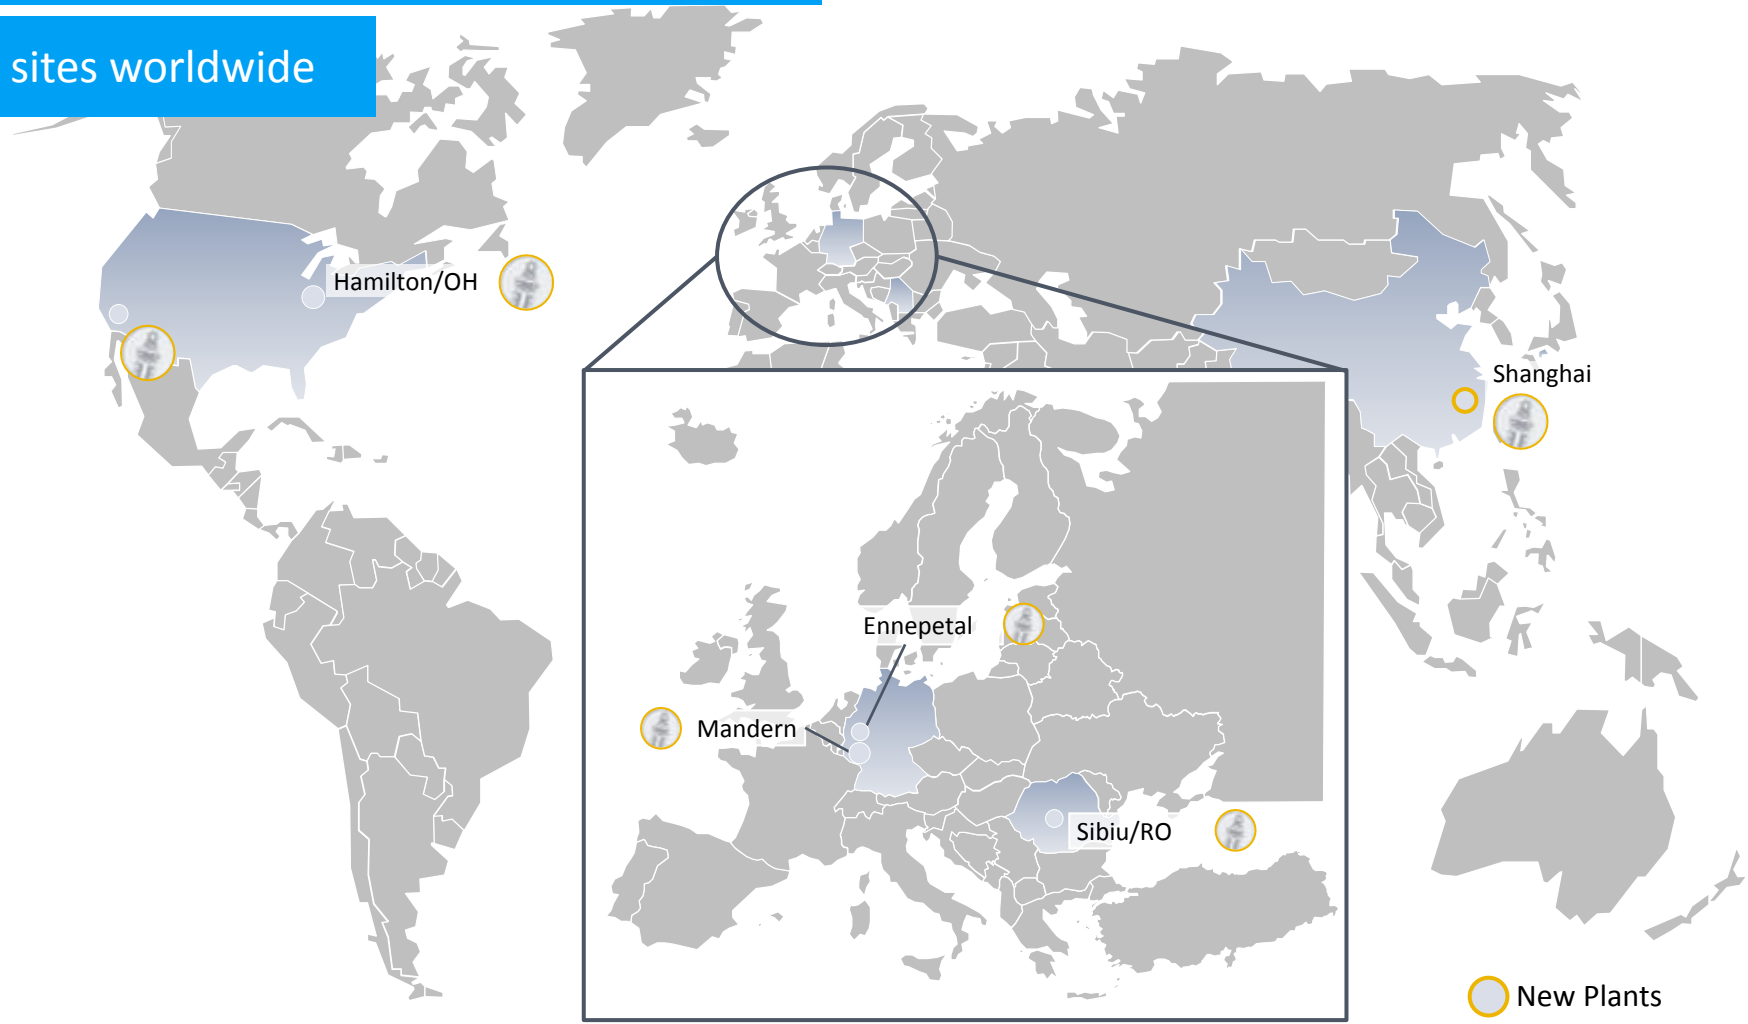 sites worldwide
Hamilton/OH
Shanghai
Ennepetal
Mandern
Sibiu/RO
New Plants